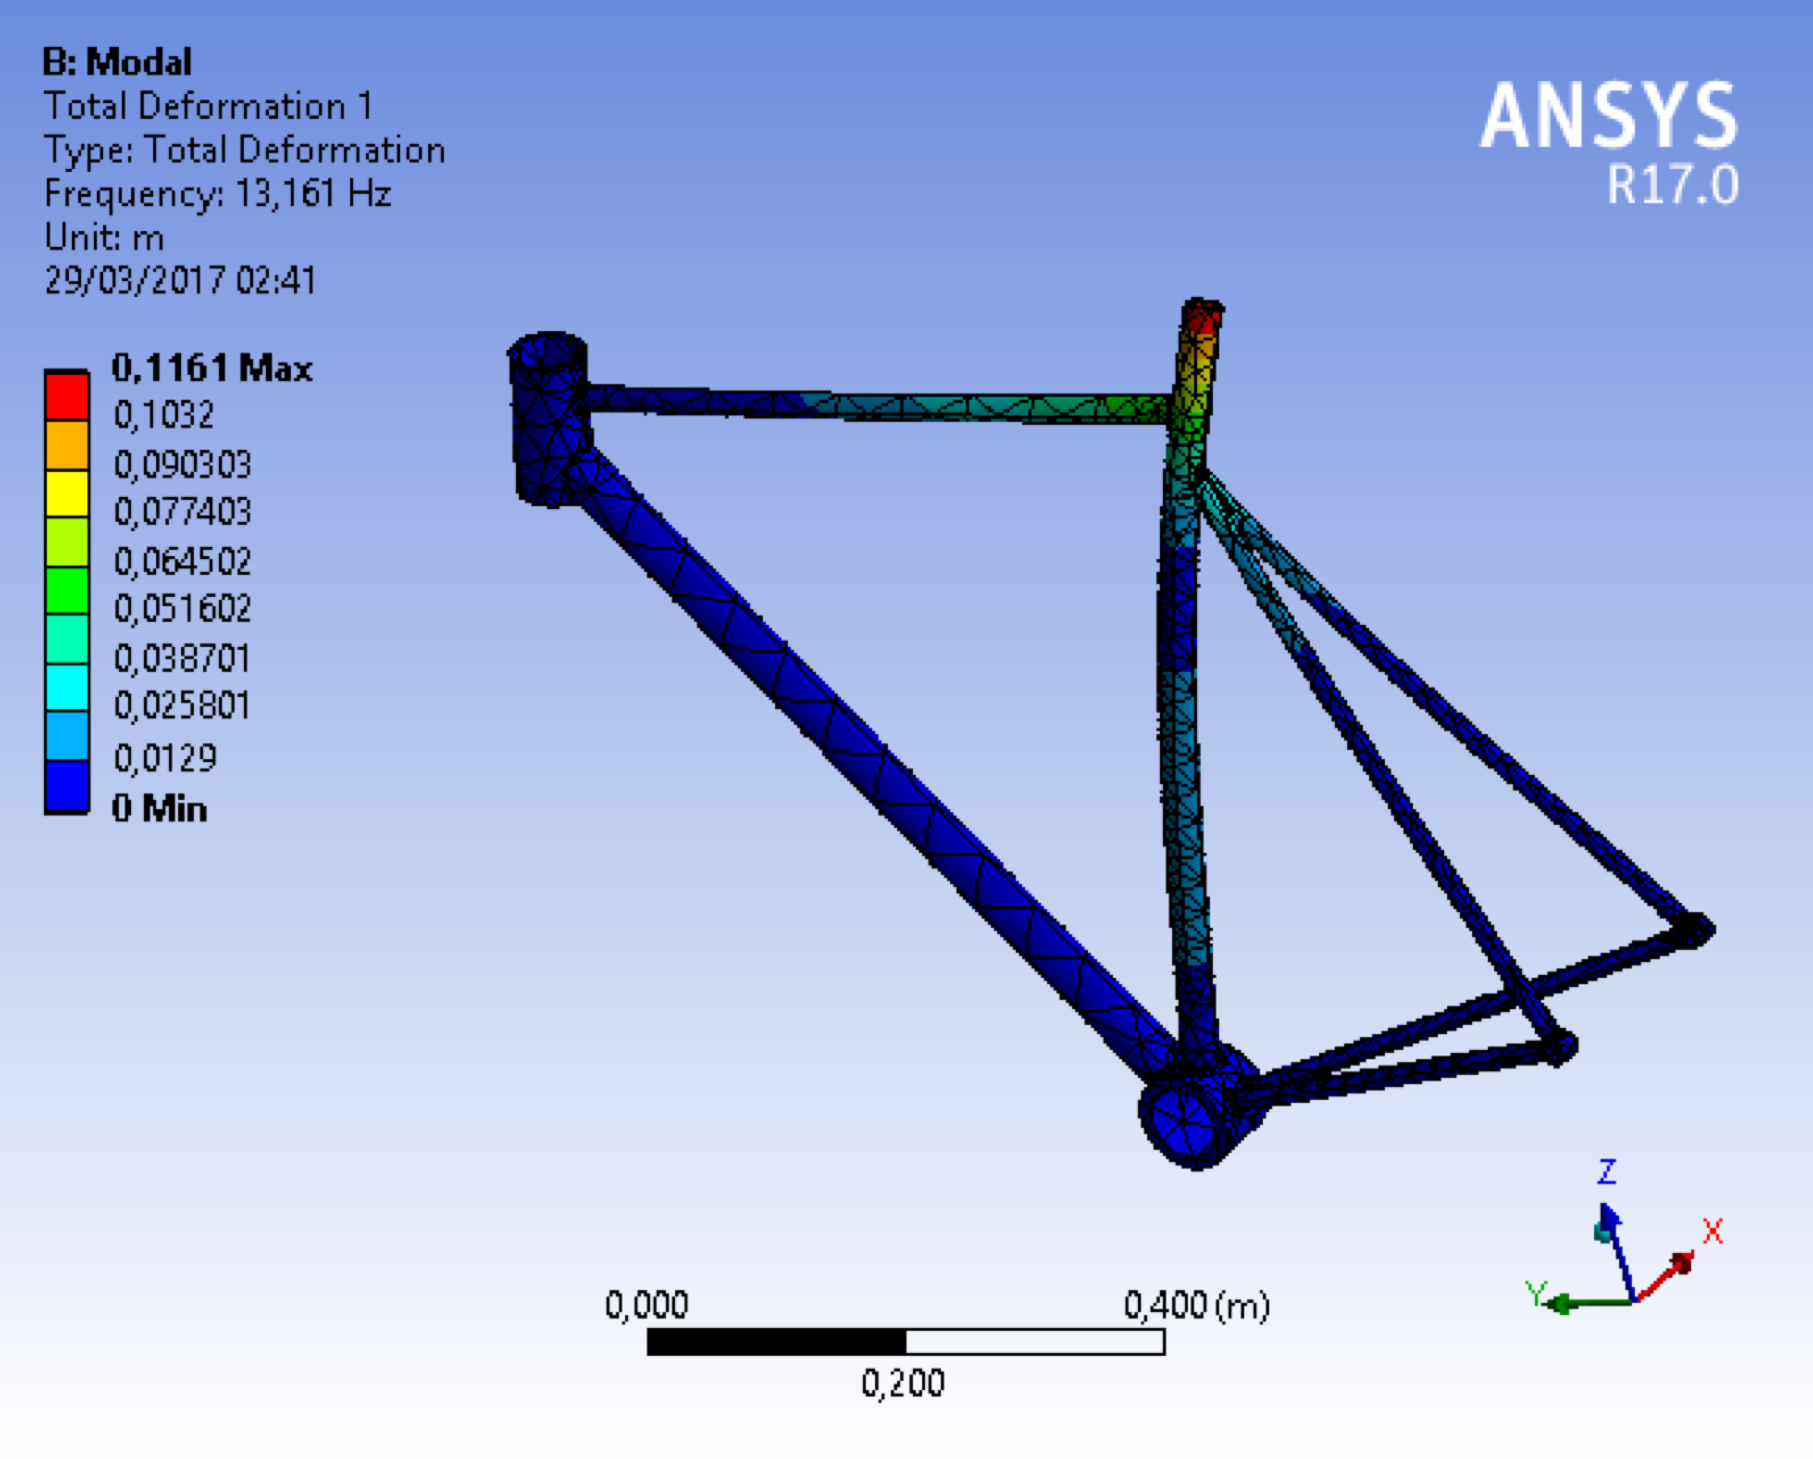 B: Modal
Total Deformation 1
Type: Total Deformation
Frequency: 13,161 Hz
Unit: m
29/03/2017 02:41
ANSYS
R17.0
0,1161 Max
0,1032
0,090303
0,077403
0,064502
0,051602
0,038701
0,025801
0,0129
0 Min
Z
X
Y
0,000
0,400 (m)
0,200